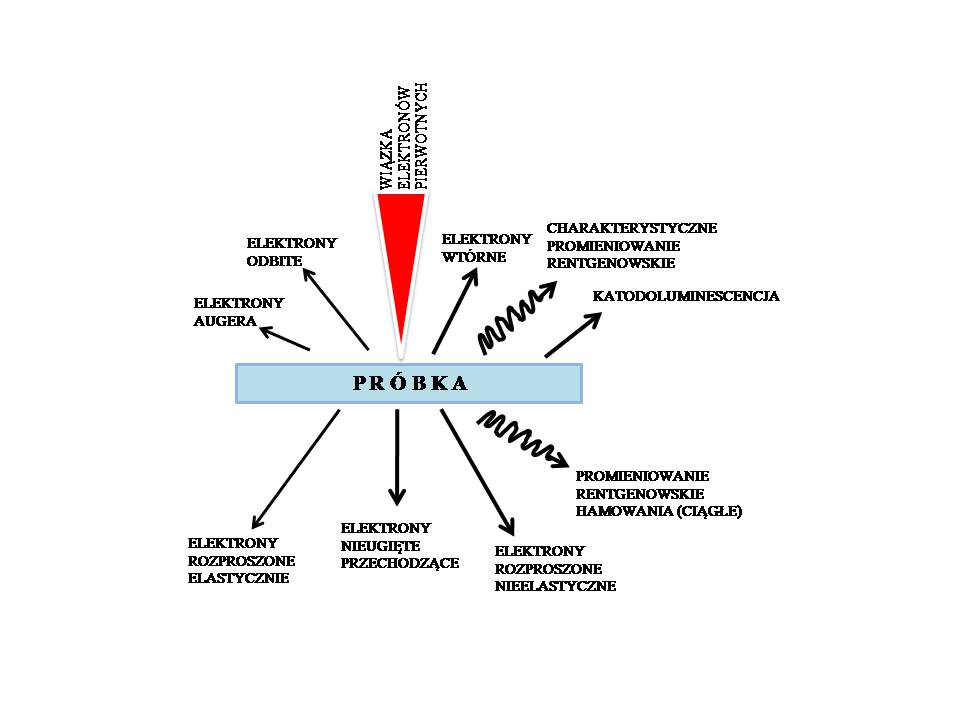 WIĄZKA
ELEKTRONÓW
PIERWOTNYCH
ELEKTRONY
ODBITE
ELEKTRONY
AUGERA
ELEKTRONY
WTÓRNE
CHARAKTERYSTYCZNE
PROMIENIOWANIE
RENTGENOWSKIE
KATODOLUMINESCENCJA
PRÓBKA
PROMIENIOWANIE
RENTGENOWSKIE
HAMOWANIA (CIĄGŁE)
ELEKTRONY
ROZPROSZONE
ELASTYCZNIE
ELEKTRONY
NIEUGIĘTE
PRZECHODZĄCE
ELEKTRONY
ROZPROSZONE
NIEELASTYCZNE